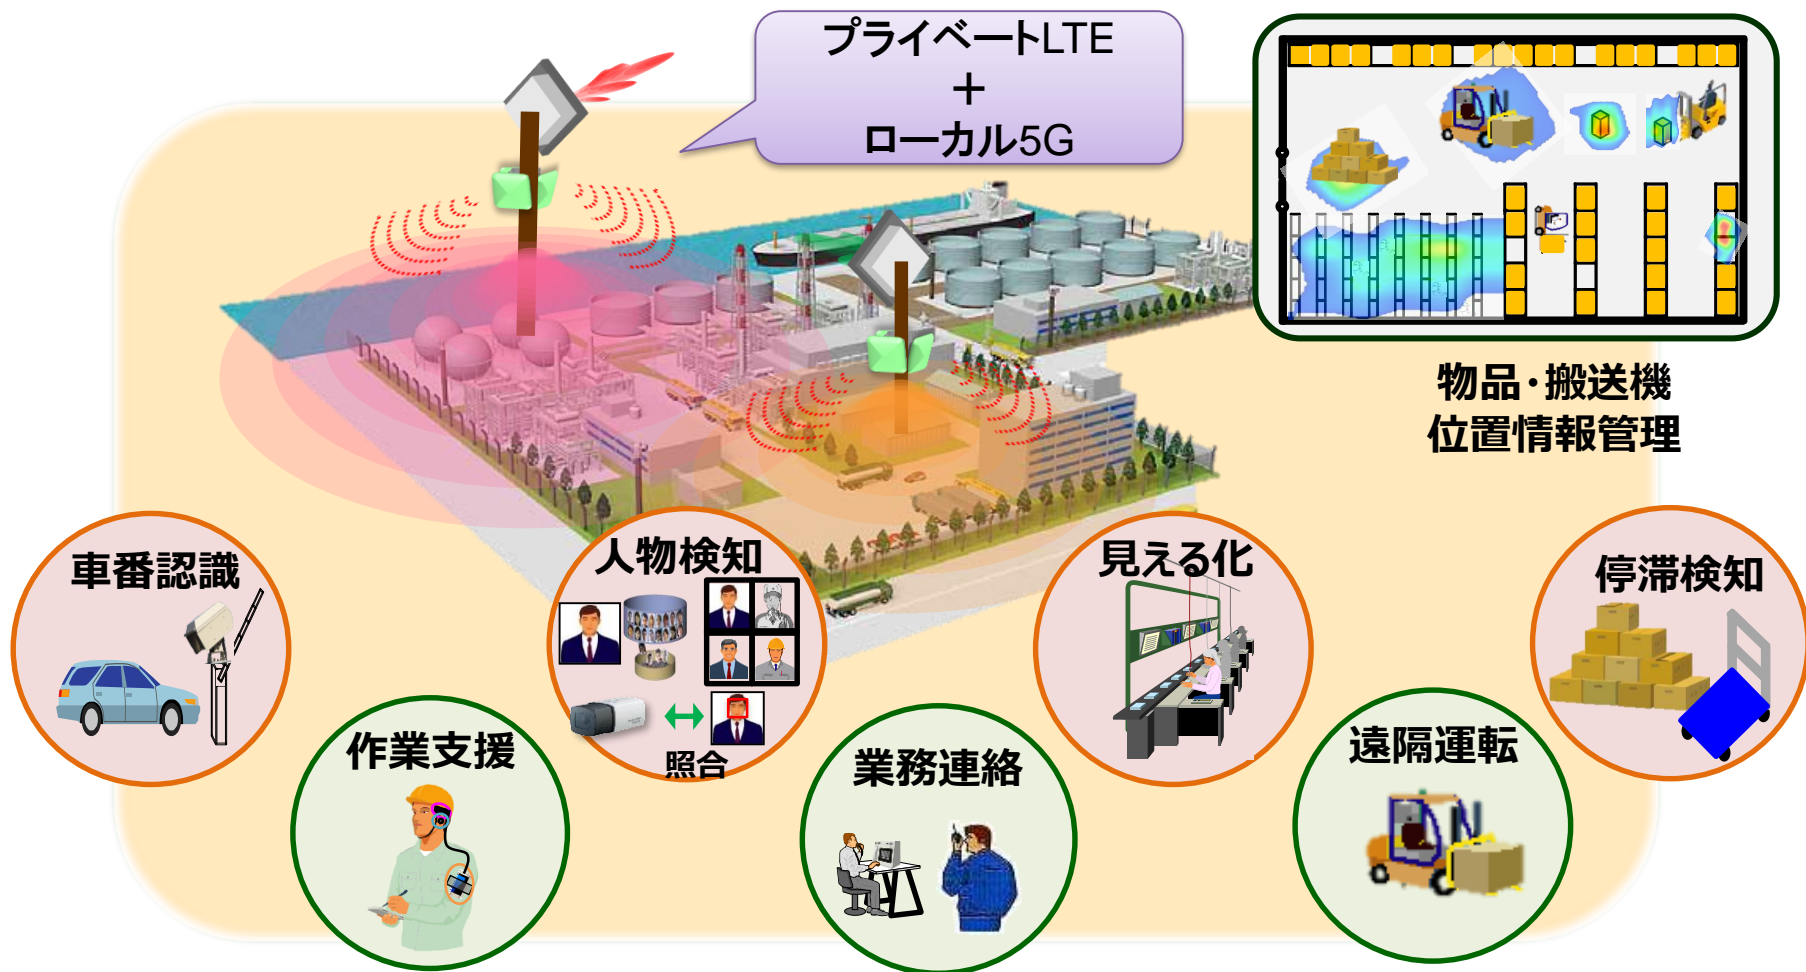 プライベートLTE
+
ローカル5G
物品・搬送機
位置情報管理
車番認識
人物検知
照合
見える化
停滞検知
作業支援
業務連絡
遠隔運転